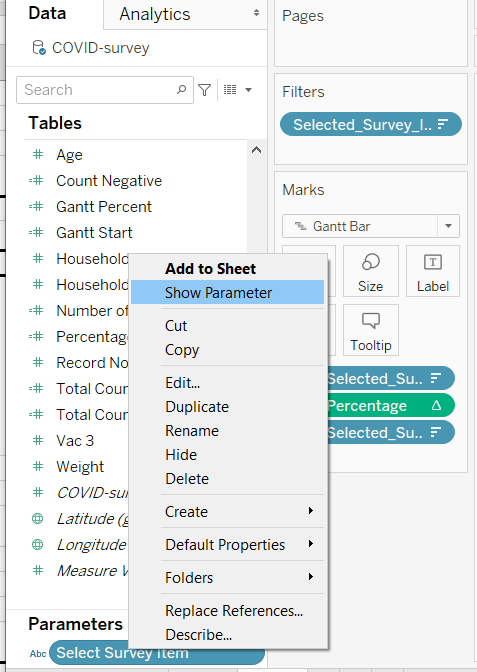 Data
Analytics
COVID-survey
Search
Tables
Age
Count Negative
Gantt Percent
Gantt Start
Household
Household
Number of
Percentage
Record No
Total Coun
Total Coun
Vac 3
Weight
COVID-su
Latitude (g
Longitude
Measure V
Parameters
Abc Select Survey Item
Add to Sheet
Show Parameter
Cut
Copy
Edit...
Duplicate
Rename
Hide
Delete
Create
Default Properties
Folders
Replace References...
Describe...
Pages
Filters
Selected_Survey_I..
Marks
Gantt Bar
Size
Label
Tooltip
Selected_Su..
Percentage
Selected_Su..